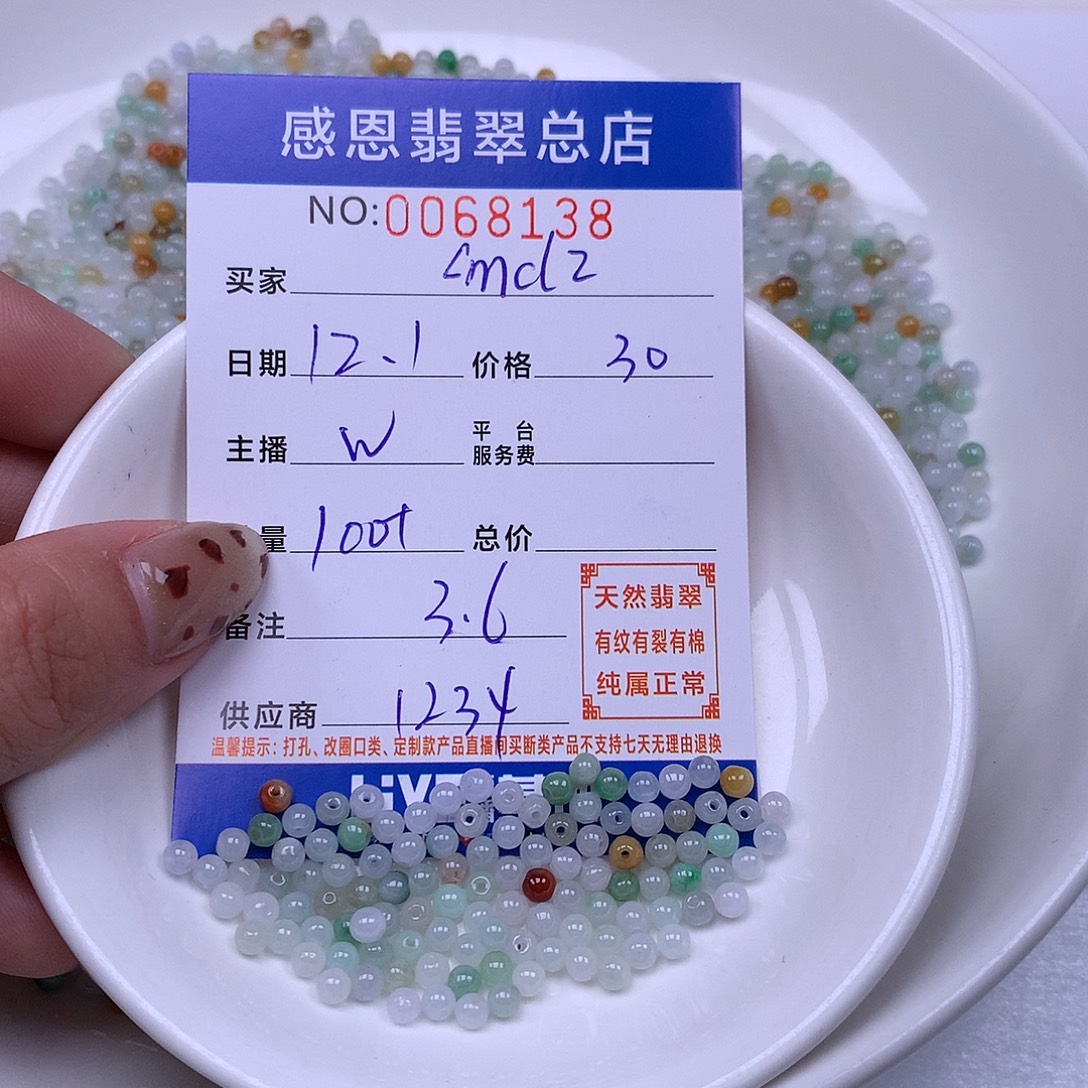 感恩翡翠总店
NO:0068138
买家 cmd2
日期 12.1 价格 30
主播 W 平台服务费
量 100t 总价
备注 3.6
天然翡翠
有纹有裂有棉
纯属正常
供应商 1234
温馨提示：打孔、改圈口类、定制款产品直播间买断类产品不支持七天无理由退换